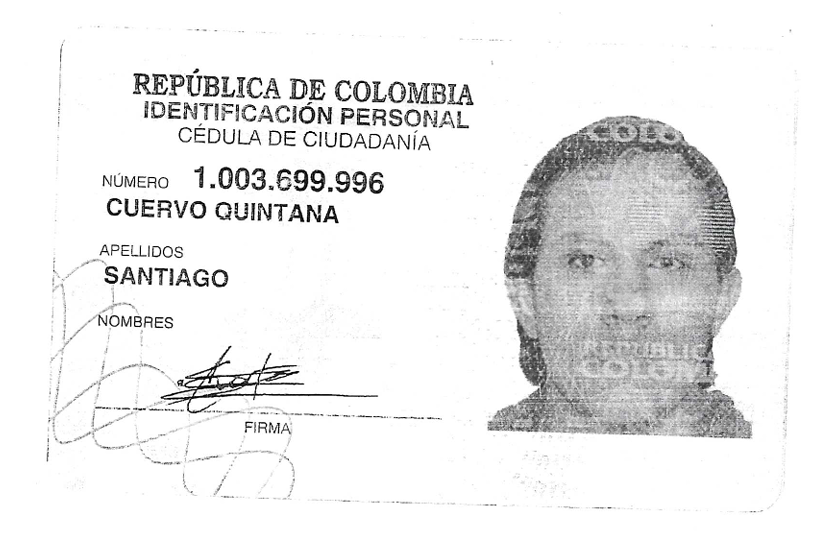 REPÚBLICA DE COLOMBIA
IDENTIFICACIÓN PERSONAL
CÉDULA DE CIUDADANÍA
NÚMERO 1.003.699.996
CUERVO QUINTANA
APELLIDOS
SANTIAGO
NOMBRES
FIRMA
COLO
REPÚBLIC
COLOM